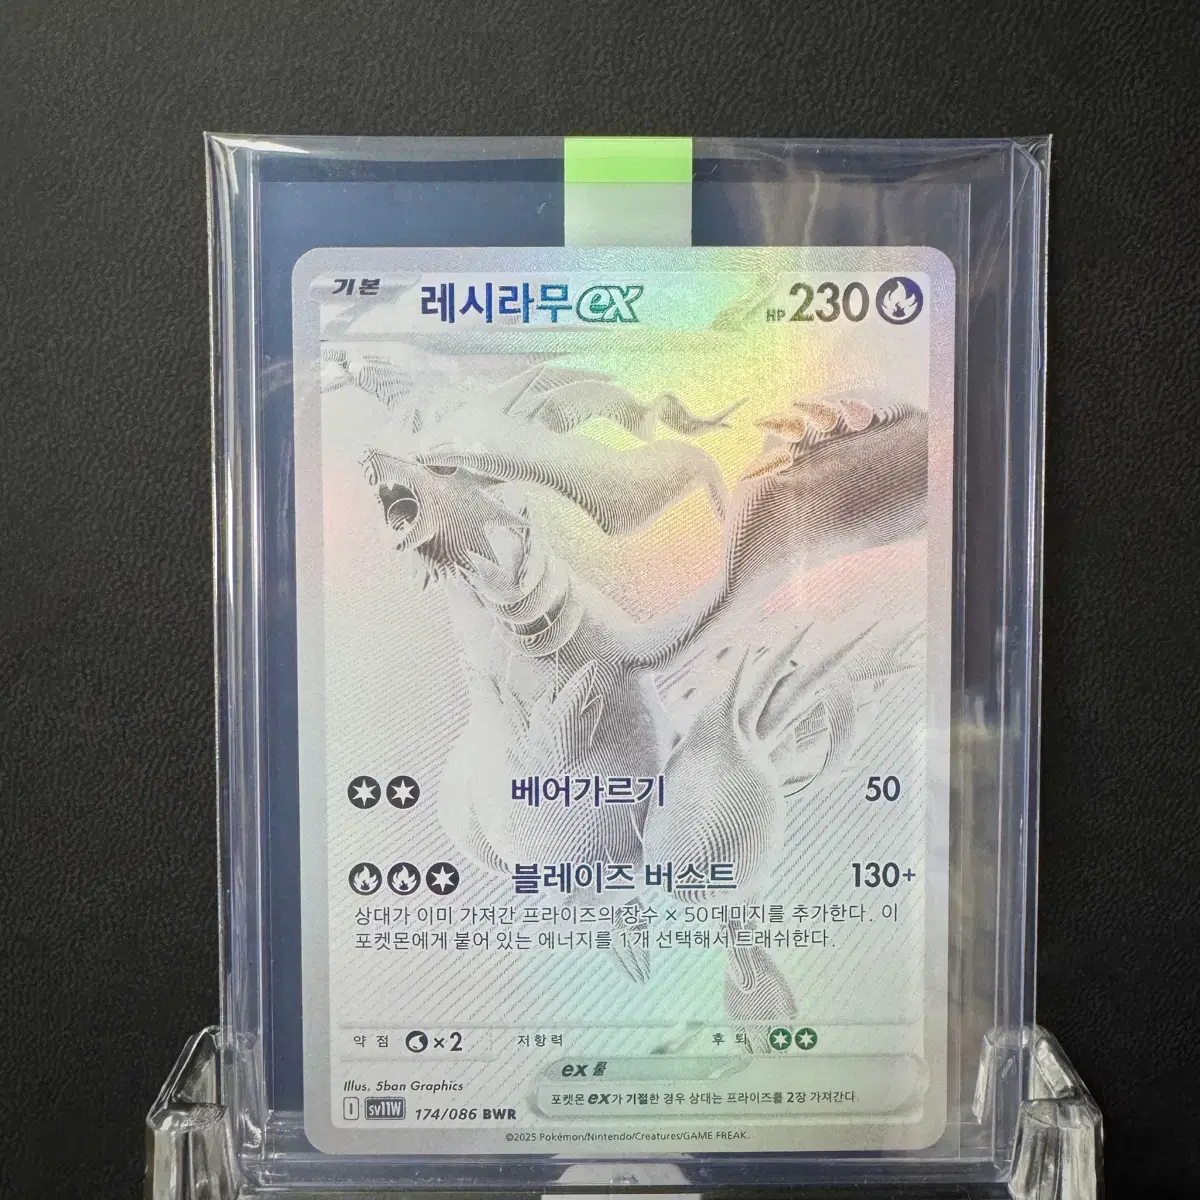 기본 레시라무ex HP 230
베어가르기 50
블레이즈 버스트 130+
상대가 이미 가져간 프라이즈의 장수 × 50데미지를 추가한다. 이
포켓몬에게 붙어 있는 에너지를 1개 선택해서 트래쉬한다.
약점 ×2 저항력 후퇴
ex 룰
포켓몬 ex가 기절한 경우 상대는 프라이즈를 2장 가져간다.
Illus. 5ban Graphics
I sv11W 174/086 BWR
©2025 Pokémon/Nintendo/Creatures/GAME FREAK.